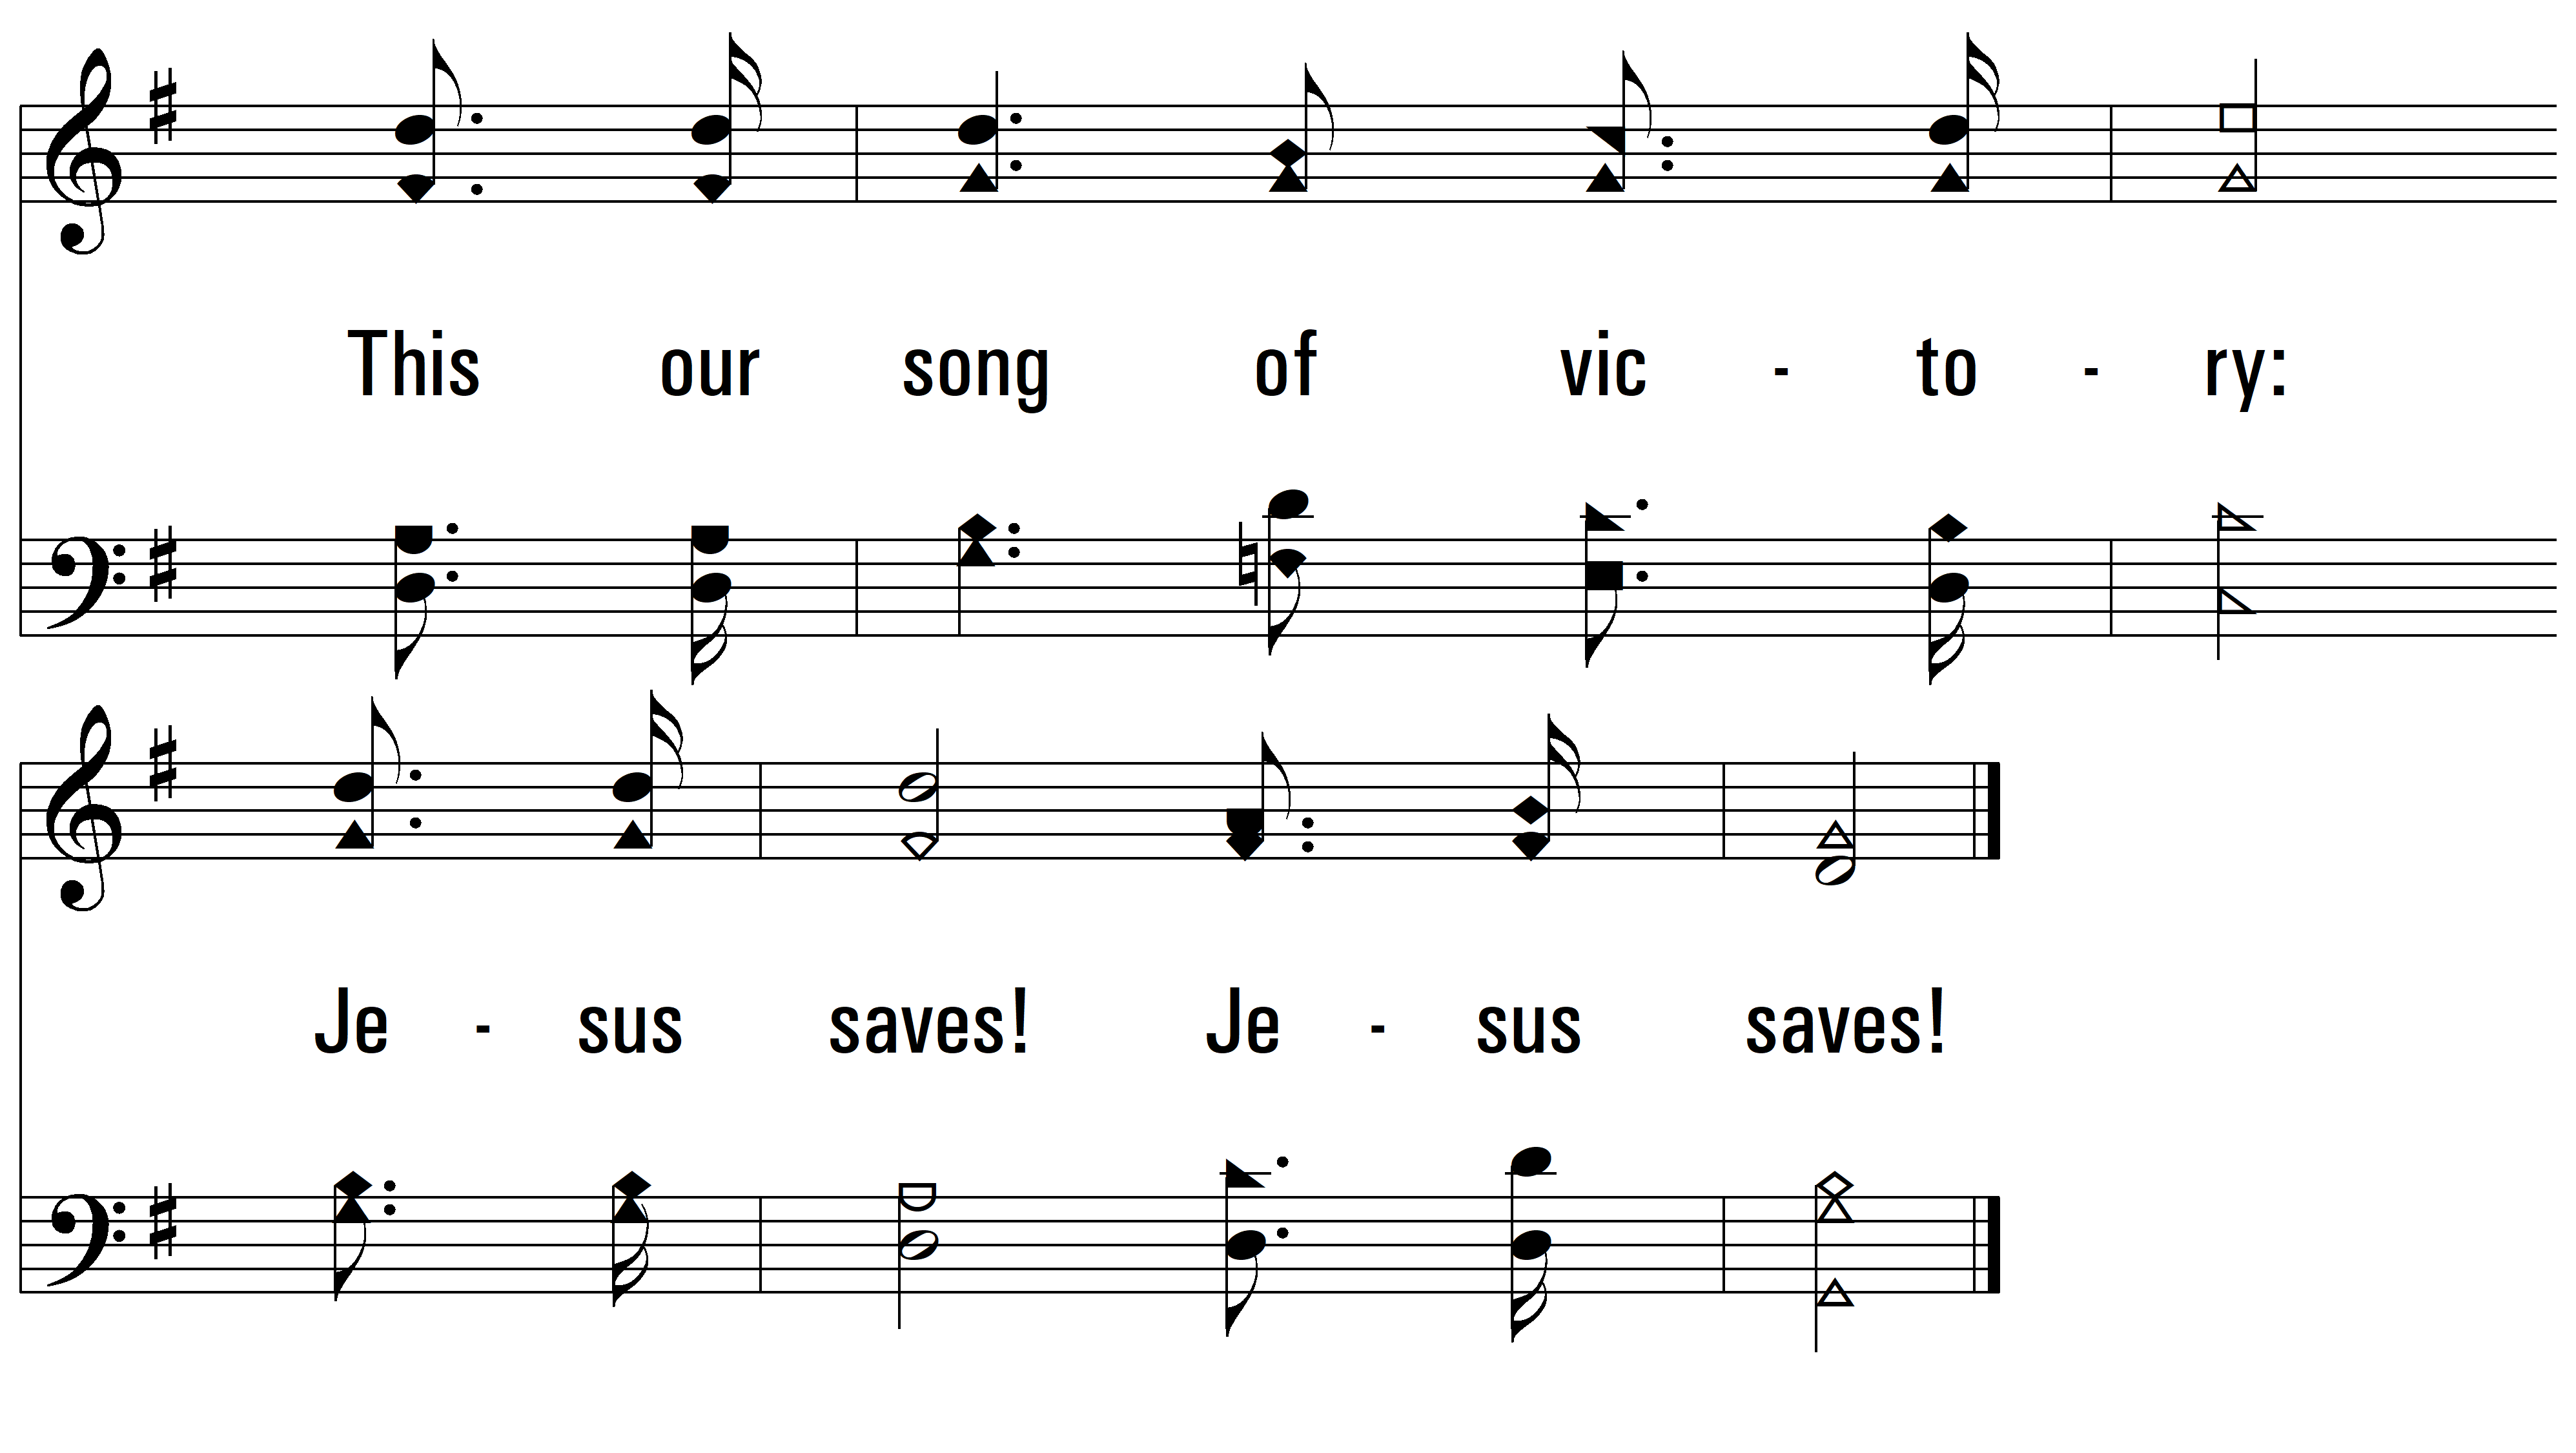 This our song of vic - to - ry:
Je - sus saves! Je - sus saves!